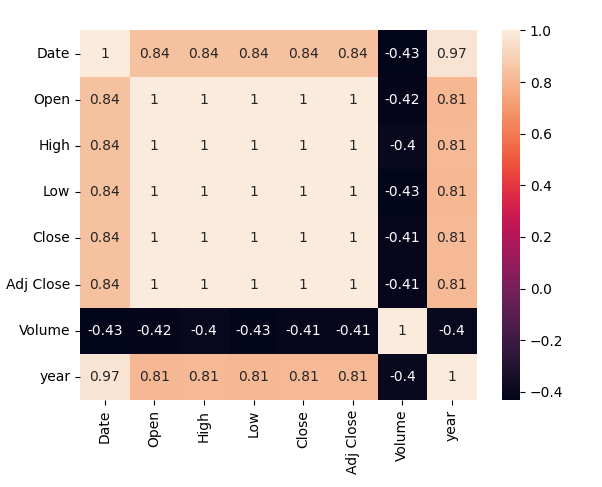 Date 1 0.84 0.84 0.84 0.84 0.84 -0.43 0.97
Open 0.84 1 1 1 1 1 -0.42 0.81
High 0.84 1 1 1 1 1 -0.4 0.81
Low 0.84 1 1 1 1 1 -0.43 0.81
Close 0.84 1 1 1 1 1 -0.41 0.81
Adj Close 0.84 1 1 1 1 1 -0.41 0.81
Volume -0.43 -0.42 -0.4 -0.43 -0.41 -0.41 1 -0.4
year 0.97 0.81 0.81 0.81 0.81 0.81 -0.4 1
Date Open High Low Close Adj Close Volume year
1.0
0.8
0.6
0.4
0.2
0.0
−0.2
−0.4